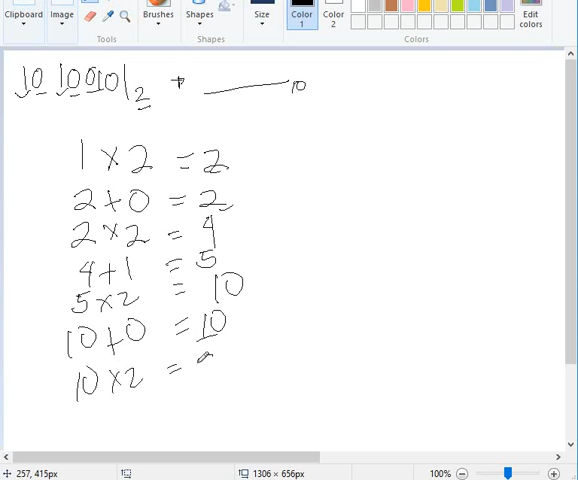 Clipboard
Image
Tools
Brushes
Shapes
Shapes
Size
Color 1
Color 2
Edit colors
Colors
10100101₂ → ______ ₁₀
1 × 2 = 2
2 + 0 = 2
2 × 2 = 4
4 + 1 = 5
5 × 2 = 10
10 + 0 = 10
10 × 2 =
257, 415px
1306 × 656px
100%